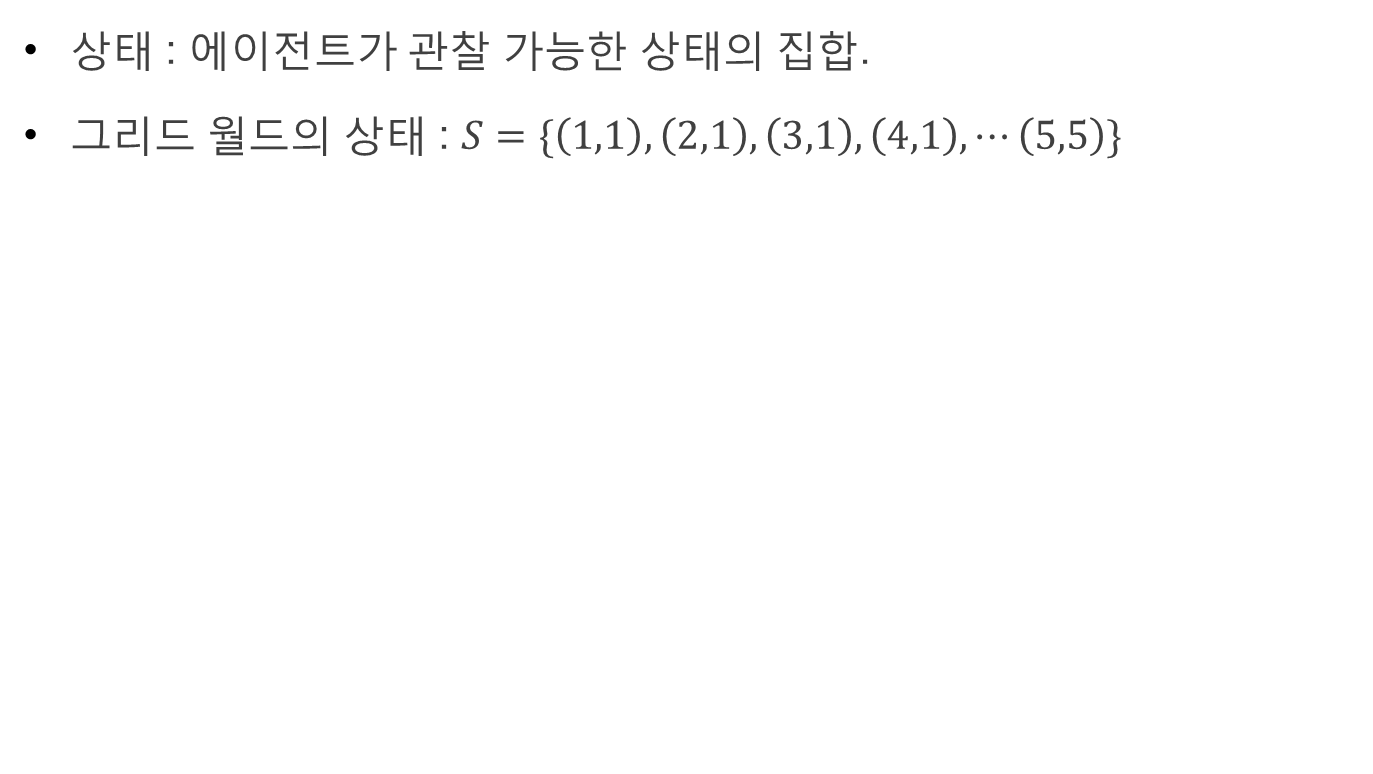 • 상태 : 에이전트가 관찰 가능한 상태의 집합.
• 그리드 월드의 상태 : 𝑆 = {(1,1), (2,1), (3,1), (4,1), ⋯ (5,5)}